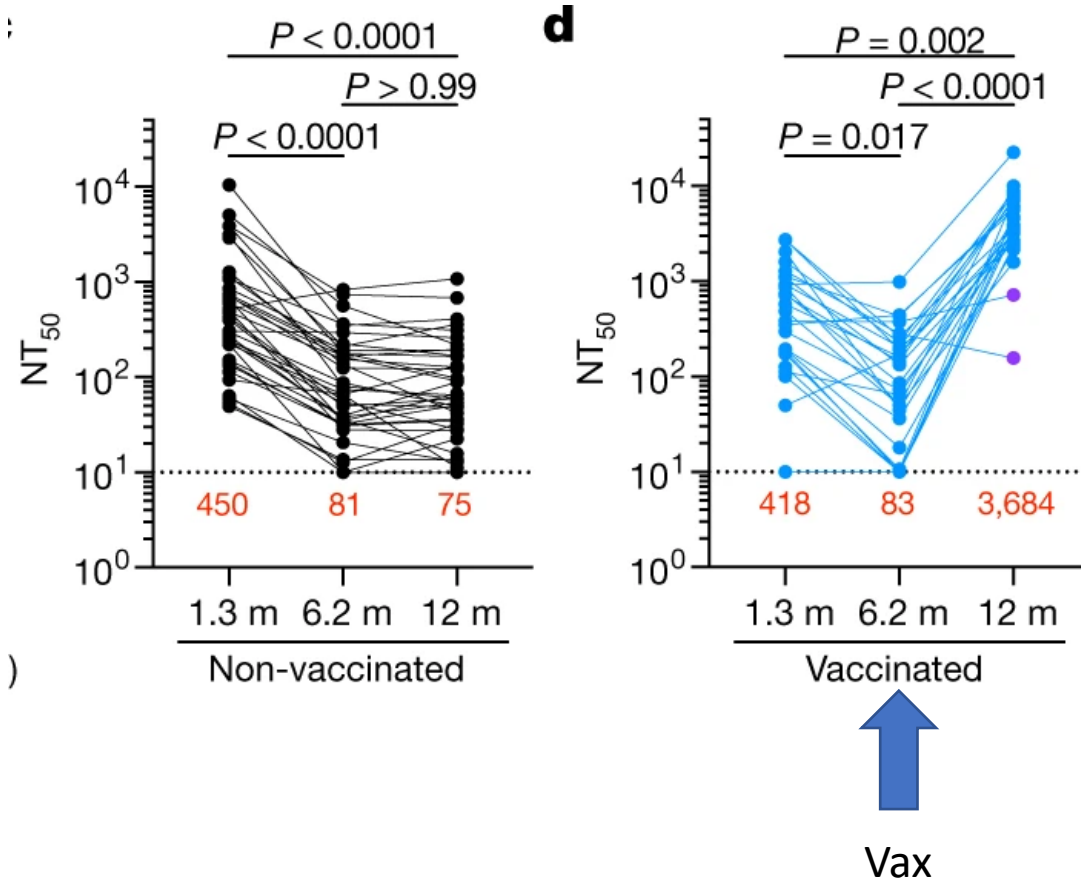 c
P < 0.0001
P > 0.99
P < 0.0001
10⁴
10³
10²
10¹
10⁰
NT₅₀
450 81 75
1.3 m 6.2 m 12 m
Non-vaccinated
)
d
P = 0.002
P < 0.0001
P = 0.017
10⁴
10³
10²
10¹
10⁰
NT₅₀
418 83 3,684
1.3 m 6.2 m 12 m
Vaccinated
Vax